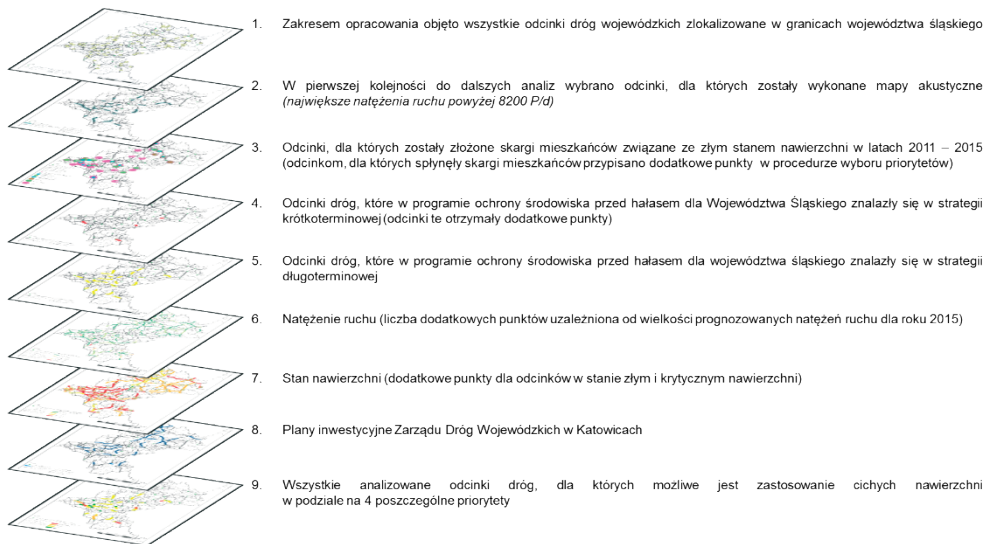 1. Zakresem opracowania objęto wszystkie odcinki dróg wojewódzkich zlokalizowane w granicach województwa śląskiego
2. W pierwszej kolejności do dalszych analiz wybrano odcinki, dla których zostały wykonane mapy akustyczne
(największe natężenia ruchu powyżej 8200 P/d)
3. Odcinki, dla których zostały złożone skargi mieszkańców związane ze złym stanem nawierzchni w latach 2011 – 2015
(odcinkom, dla których spłynęły skargi mieszkańców przypisano dodatkowe punkty w procedurze wyboru priorytetów)
4. Odcinki dróg, które w programie ochrony środowiska przed hałasem dla Województwa Śląskiego znalazły się w strategii
krótkoterminowej (odcinki te otrzymały dodatkowe punkty)
5. Odcinki dróg, które w programie ochrony środowiska przed hałasem dla województwa śląskiego znalazły się w strategii
długoterminowej
6. Natężenie ruchu (liczba dodatkowych punktów uzależniona od wielkości prognozowanych natężeń ruchu dla roku 2015)
7. Stan nawierzchni (dodatkowe punkty dla odcinków w stanie złym i krytycznym nawierzchni)
8. Plany inwestycyjne Zarządu Dróg Wojewódzkich w Katowicach
9. Wszystkie analizowane odcinki dróg, dla których możliwe jest zastosowanie cichych nawierzchni
w podziale na 4 poszczególne priorytety